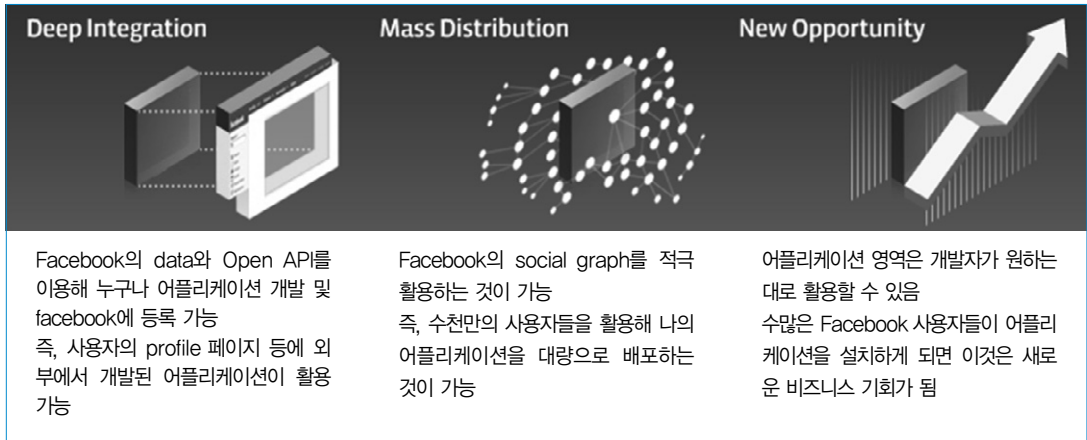 Deep Integration
Facebook의 data와 Open API를
이용해 누구나 어플리케이션 개발 및
facebook에 등록 가능
즉, 사용자의 profile 페이지 등에 외
부에서 개발된 어플리케이션이 활용
가능
Mass Distribution
Facebook의 social graph를 적극
활용하는 것이 가능
즉, 수천만의 사용자들을 활용해 나의
어플리케이션을 대량으로 배포하는
것이 가능
New Opportunity
어플리케이션 영역은 개발자가 원하는
대로 활용할 수 있음
수많은 Facebook 사용자들이 어플리
케이션을 설치하게 되면 이것은 새로
운 비즈니스 기회가 됨